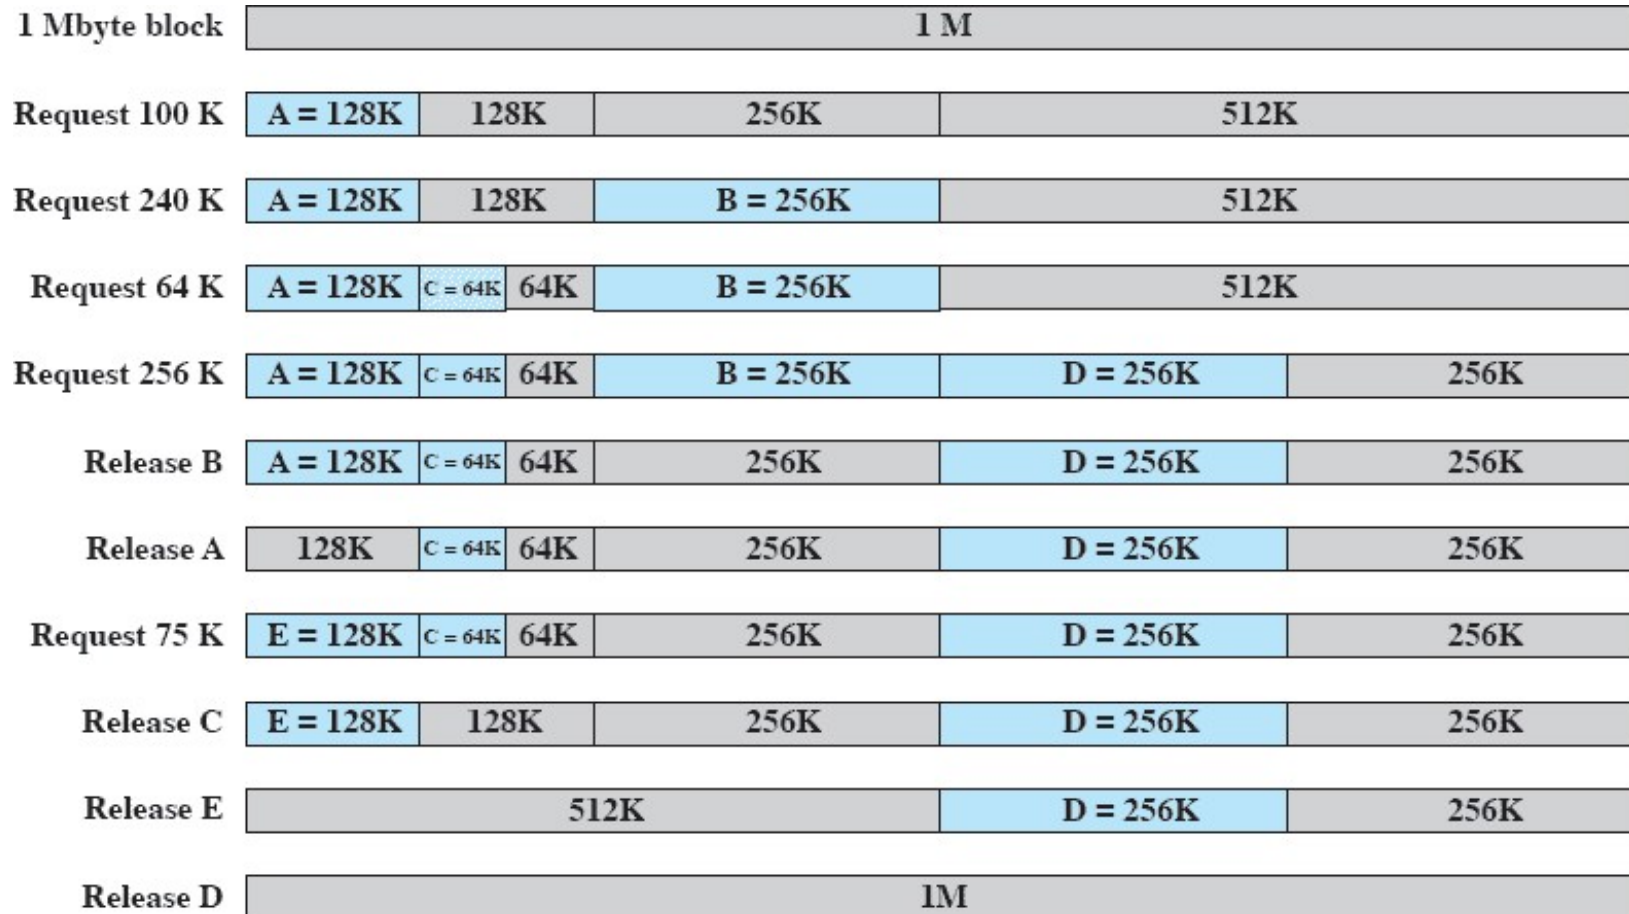 1 Mbyte block 1 M
Request 100 K A = 128K 128K 256K 512K
Request 240 K A = 128K 128K B = 256K 512K
Request 64 K A = 128K C = 64K 64K B = 256K 512K
Request 256 K A = 128K C = 64K 64K B = 256K D = 256K 256K
Release B A = 128K C = 64K 64K 256K D = 256K 256K
Release A 128K C = 64K 64K 256K D = 256K 256K
Request 75 K E = 128K C = 64K 64K 256K D = 256K 256K
Release C E = 128K 128K 256K D = 256K 256K
Release E 512K D = 256K 256K
Release D 1M